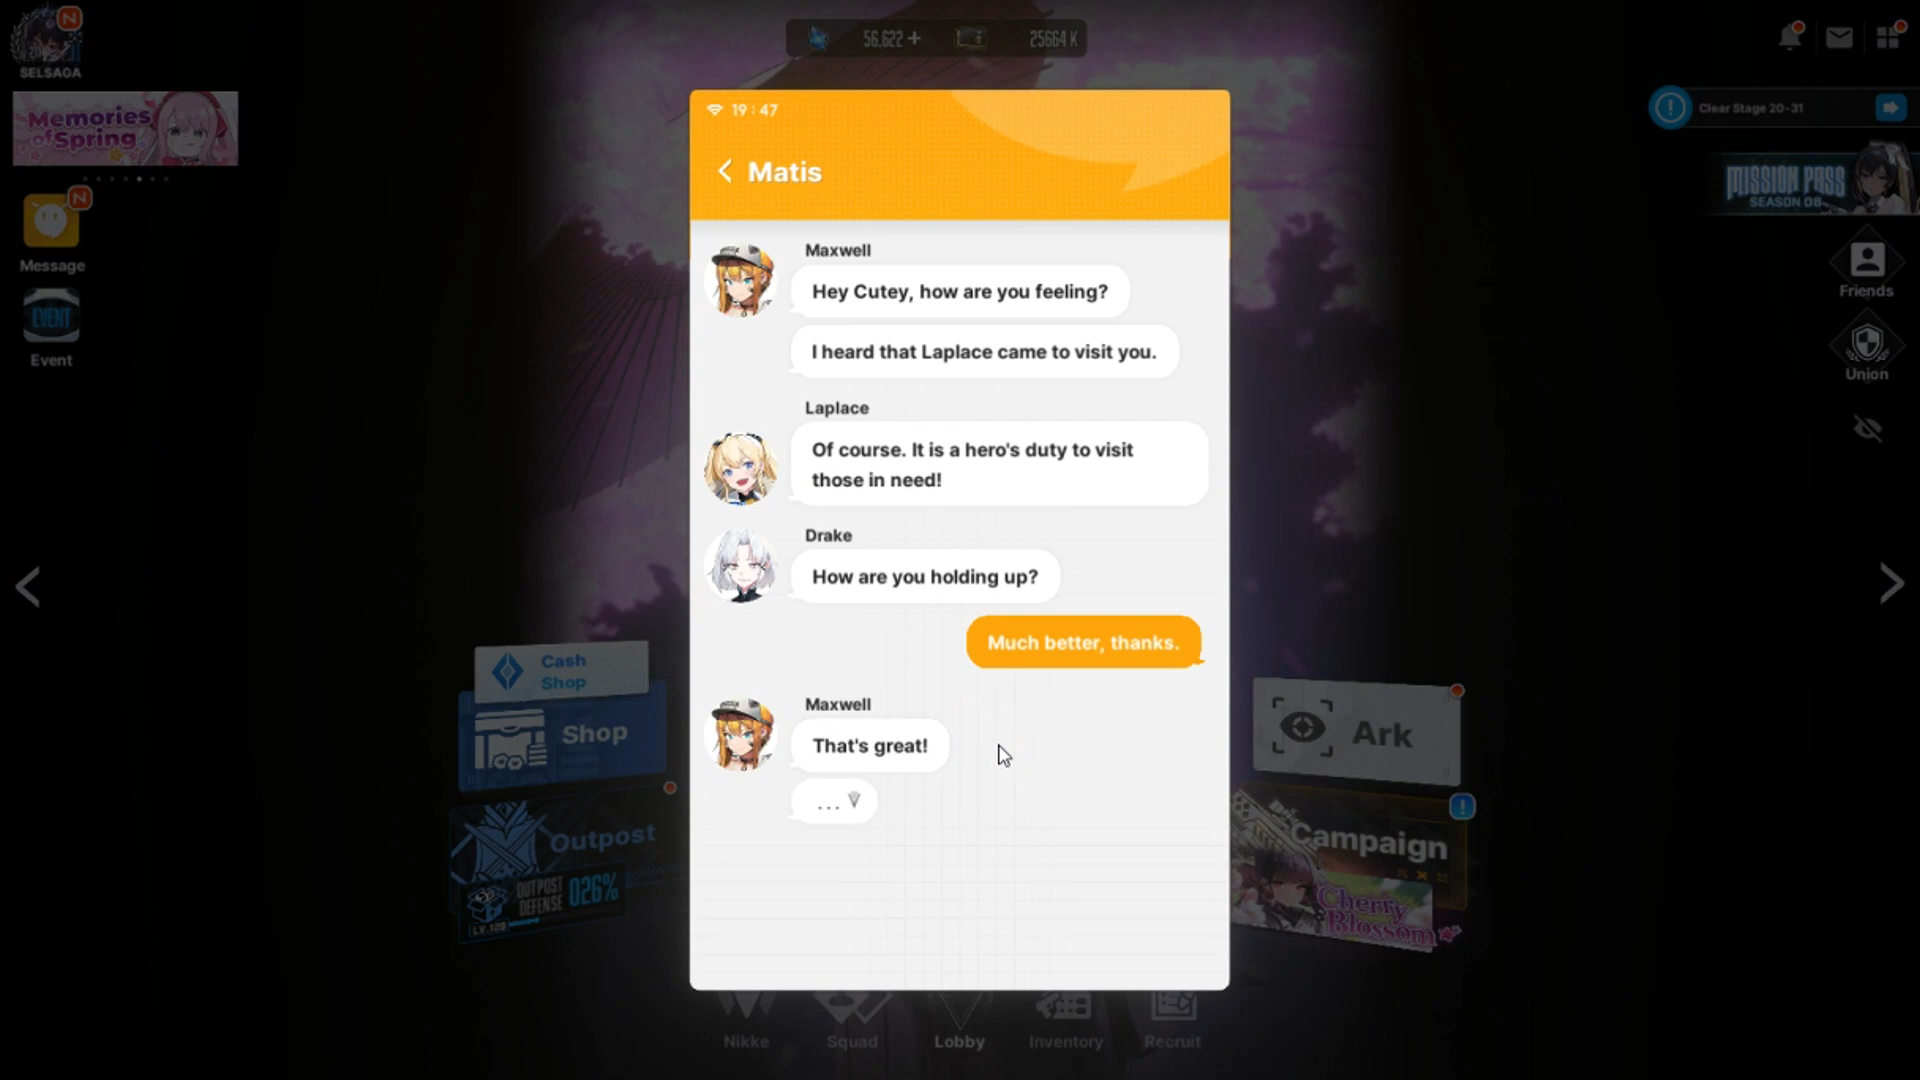 SELSAGA
N
56,622 +
25664 K
Memories
of Spring
N
Message
EVENT
Event
Clear Stage 20-31
MISSION PASS
SEASON 08
Friends
Union
19:47
Matis
Maxwell
Hey Cutey, how are you feeling?
I heard that Laplace came to visit you.
Laplace
Of course. It is a hero's duty to visit
those in need!
Drake
How are you holding up?
Much better, thanks.
Maxwell
That's great!
...
Cash
Shop
Shop
Outpost
OUTPOST
DEFENSE
026%
Ark
Campaign
Cherry
Blossom
Nikke
Squad
Lobby
Inventory
Recruit